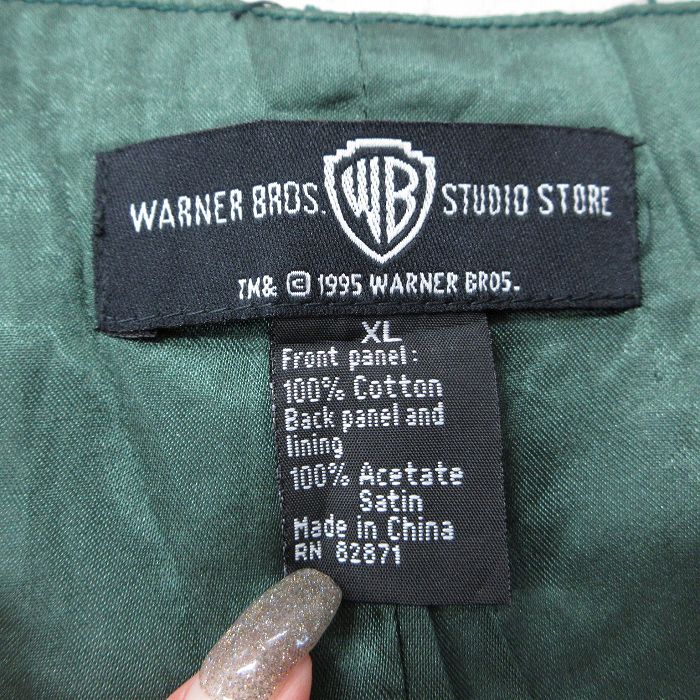 WARNER BROS. WB STUDIO STORE
TM& © 1995 WARNER BROS.
XL
Front panel:
100% Cotton
Back panel and
lining
100% Acetate
Satin
Made in China
RN 82871